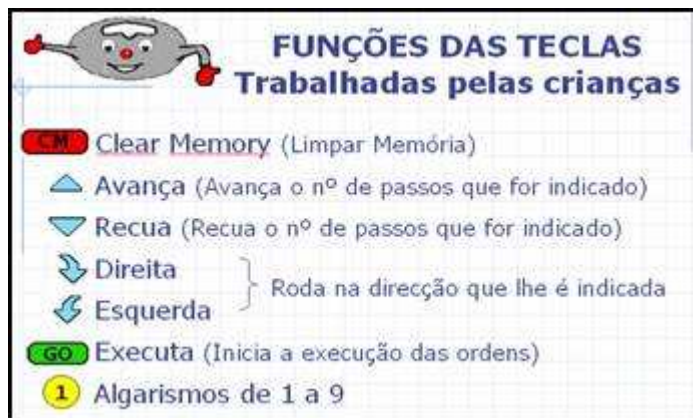 FUNÇÕES DAS TECLAS
Trabalhadas pelas crianças
CM Clear Memory (Limpar Memória)
Avança (Avança o nº de passos que for indicado)
Recua (Recua o nº de passos que for indicado)
Direita
Roda na direcção que lhe é indicada
Esquerda
GO Executa (Inicia a execução das ordens)
1 Algarismos de 1 a 9